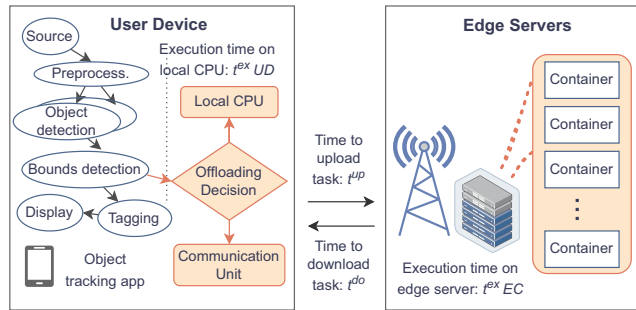 User Device
Source
Preprocess.
Object
detection
Bounds detection
Display
Tagging
Object
tracking app
Execution time on
local CPU: t^ex UD
Local CPU
Offloading
Decision
Communication
Unit
Time to
upload
task: t^up
Time to
download
task: t^do
Edge Servers
Container
Container
Container
Container
Execution time on
edge server: t^ex EC